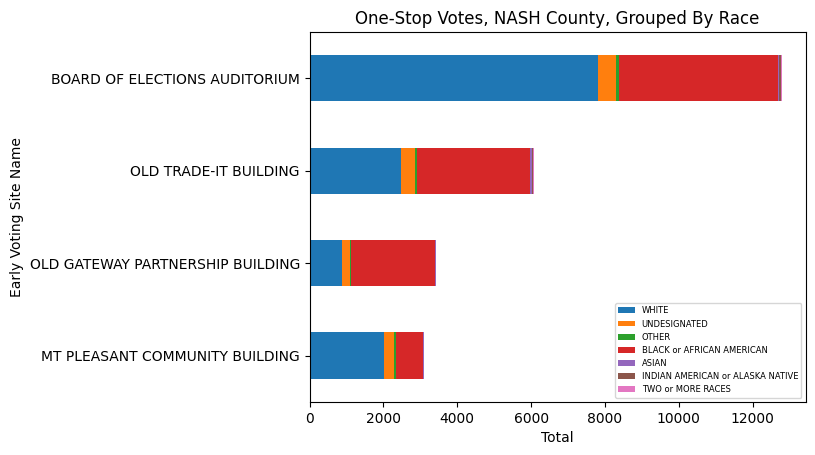 One-Stop Votes, NASH County, Grouped By Race
Early Voting Site Name
BOARD OF ELECTIONS AUDITORIUM
OLD TRADE-IT BUILDING
OLD GATEWAY PARTNERSHIP BUILDING
MT PLEASANT COMMUNITY BUILDING
WHITE
UNDESIGNATED
OTHER
BLACK or AFRICAN AMERICAN
ASIAN
INDIAN AMERICAN or ALASKA NATIVE
TWO or MORE RACES
0 2000 4000 6000 8000 10000 12000
Total